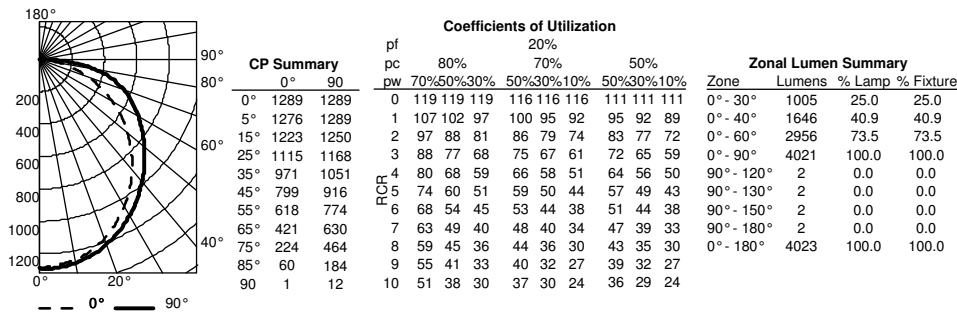 180°
90°
80°
60°
40°
200
400
600
800
1000
1200
0° 20°
0° 90°
CP Summary
0° 90
0° 1289 1289
5° 1276 1289
15° 1223 1250
25° 1115 1168
35° 971 1051
45° 799 916
55° 618 774
65° 421 630
75° 224 464
85° 60 184
90 1 12
Coefficients of Utilization
pf 20%
pc 80% 70% 50%
pw 70%50%30% 50%30%10% 50%30%10%
RCR
0 119 119 119 116 116 116 111 111 111
1 107 102 97 100 95 92 95 92 89
2 97 88 81 86 79 74 83 77 72
3 88 77 68 75 67 61 72 65 59
4 80 68 59 66 58 51 64 56 50
5 74 60 51 59 50 44 57 49 43
6 68 54 45 53 44 38 51 44 38
7 63 49 40 48 40 34 47 39 33
8 59 45 36 44 36 30 43 35 30
9 55 41 33 40 32 27 39 32 27
10 51 38 30 37 30 24 36 29 24
Zonal Lumen Summary
Zone Lumens % Lamp % Fixture
0° - 30° 1005 25.0 25.0
0° - 40° 1646 40.9 40.9
0° - 60° 2956 73.5 73.5
0° - 90° 4021 100.0 100.0
90° - 120° 2 0.0 0.0
90° - 130° 2 0.0 0.0
90° - 150° 2 0.0 0.0
90° - 180° 2 0.0 0.0
0° - 180° 4023 100.0 100.0